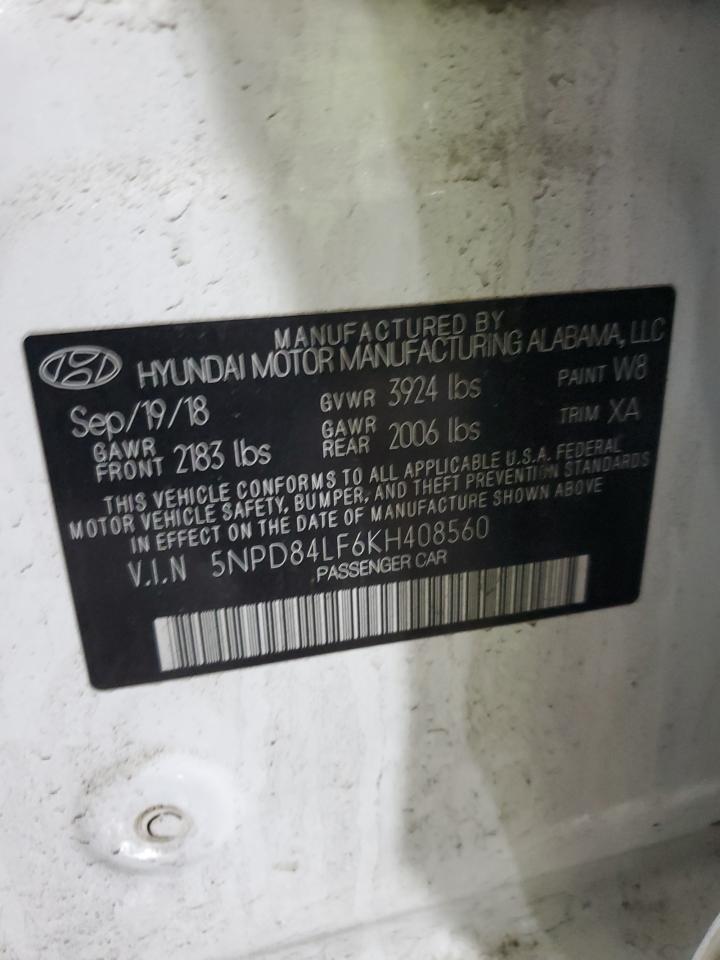 MANUFACTURED BY
HYUNDAI MOTOR MANUFACTURING ALABAMA, LLC
Sep/19/18 GVWR 3924 lbs PAINT W8
GAWR FRONT 2183 lbs GAWR REAR 2006 lbs TRIM XA
THIS VEHICLE CONFORMS TO ALL APPLICABLE U.S.A. FEDERAL
MOTOR VEHICLE SAFETY, BUMPER, AND THEFT PREVENTION STANDARDS
IN EFFECT ON THE DATE OF MANUFACTURE SHOWN ABOVE
V.I.N 5NPD84LF6KH408560
PASSENGER CAR